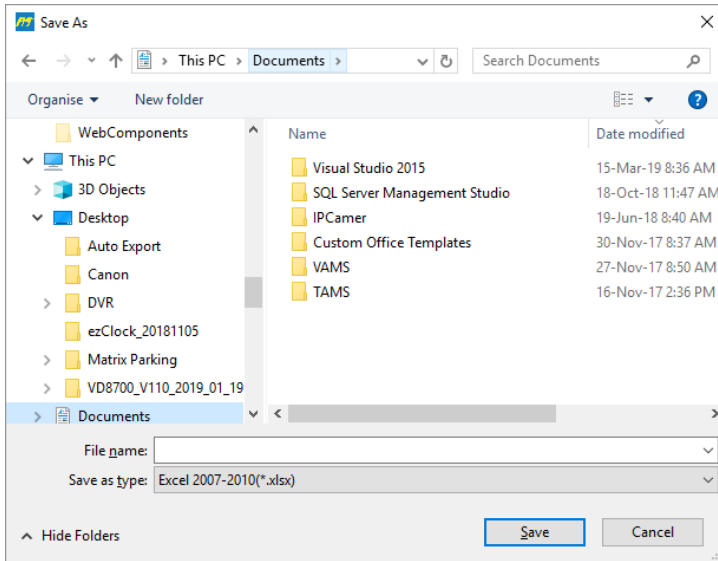 Save As
This PC > Documents >
Search Documents
Organise
New folder
WebComponents
This PC
3D Objects
Desktop
Auto Export
Canon
DVR
ezClock_20181105
Matrix Parking
VD8700_V110_2019_01_19
Documents
Name Date modified
Visual Studio 2015 15-Mar-19 8:36 AM
SQL Server Management Studio 18-Oct-18 11:47 AM
IPCamer 19-Jun-18 8:40 AM
Custom Office Templates 30-Nov-17 8:37 AM
VAMS 27-Nov-17 8:50 AM
TAMS 16-Nov-17 2:36 PM
File name:
Save as type: Excel 2007-2010(*.xlsx)
Hide Folders
Save
Cancel